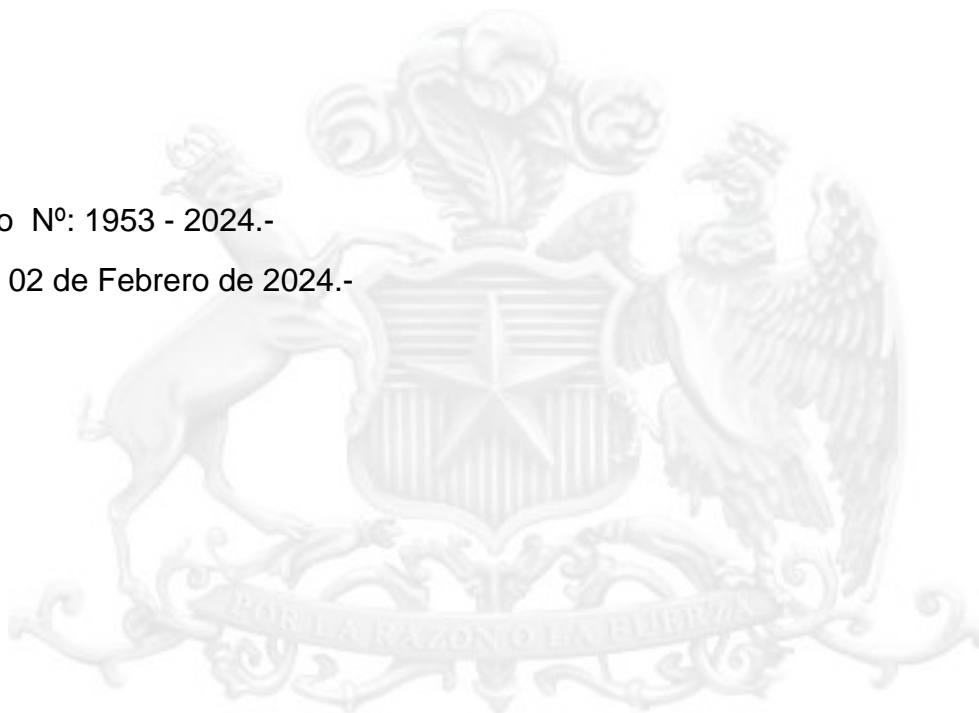 o Nº: 1953 - 2024.-
02 de Febrero de 2024.-
POR LA RAZON O LA FUERZA